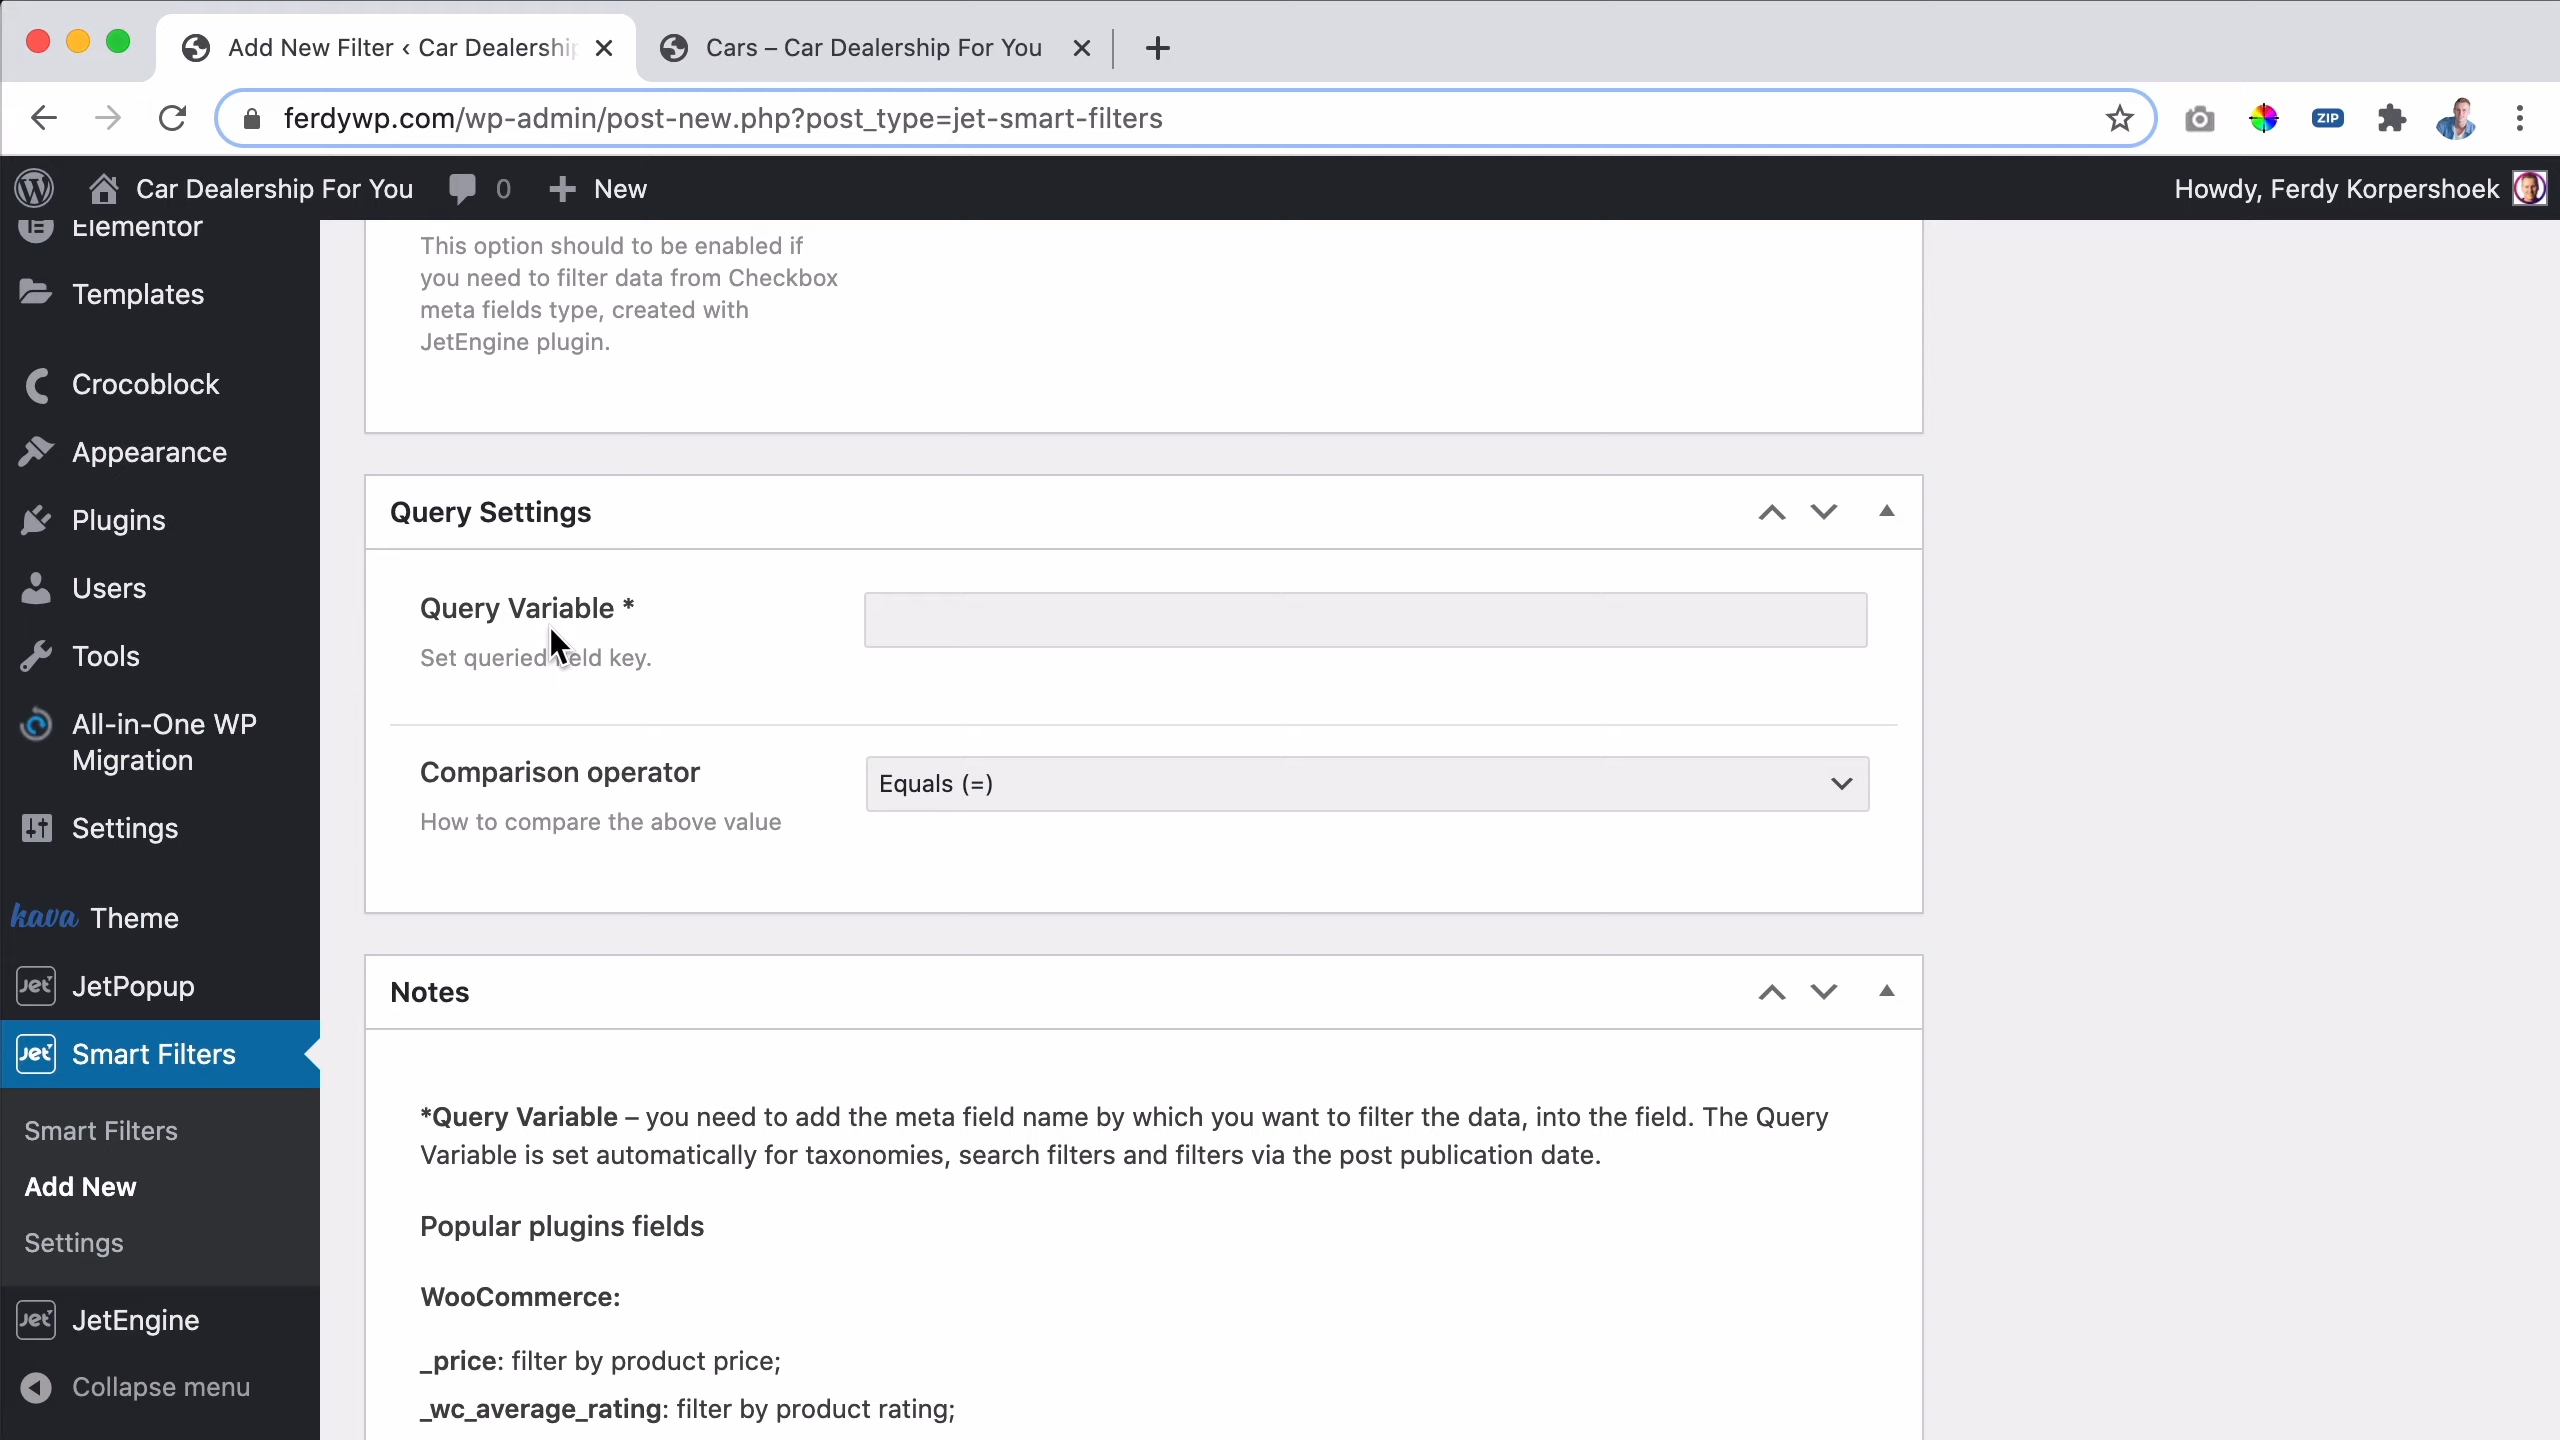 Add New Filter ‹ Car Dealership
Cars – Car Dealership For You
ferdywp.com/wp-admin/post-new.php?post_type=jet-smart-filters
ZIP
Car Dealership For You
0
New
Howdy, Ferdy Korpershoek
Elementor
Templates
Crocoblock
Appearance
Plugins
Users
Tools
All-in-One WP
Migration
Settings
kava Theme
Jet JetPopup
Jet Smart Filters
Smart Filters
Add New
Settings
Jet JetEngine
Collapse menu
This option should to be enabled if
you need to filter data from Checkbox
meta fields type, created with
JetEngine plugin.
Query Settings
Query Variable *
Set queried field key.
Comparison operator
Equals (=)
How to compare the above value
Notes
*Query Variable – you need to add the meta field name by which you want to filter the data, into the field. The Query
Variable is set automatically for taxonomies, search filters and filters via the post publication date.
Popular plugins fields
WooCommerce:
_price: filter by product price;
_wc_average_rating: filter by product rating;